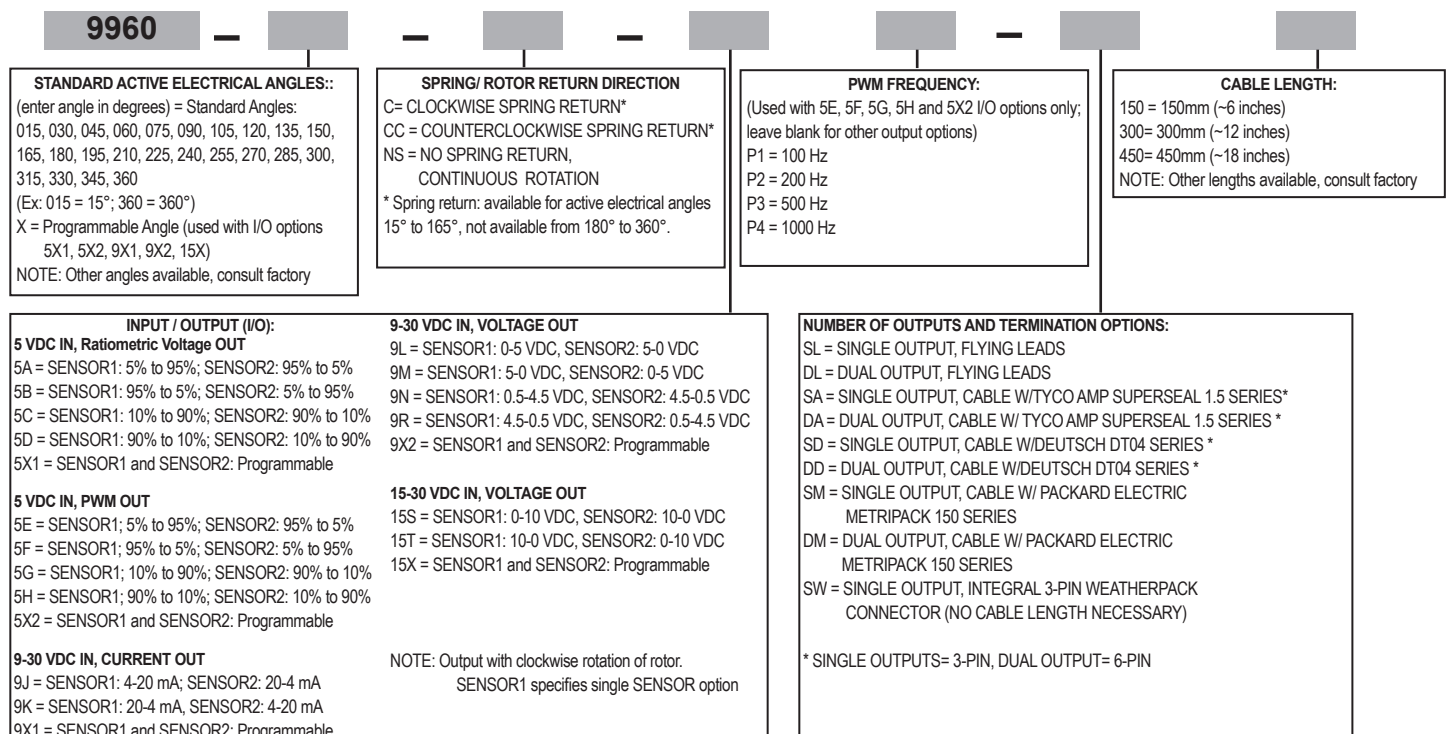 9960 – – – –
STANDARD ACTIVE ELECTRICAL ANGLES::
(enter angle in degrees) = Standard Angles:
015, 030, 045, 060, 075, 090, 105, 120, 135, 150,
165, 180, 195, 210, 225, 240, 255, 270, 285, 300,
315, 330, 345, 360
(Ex: 015 = 15°; 360 = 360°)
X = Programmable Angle (used with I/O options
5X1, 5X2, 9X1, 9X2, 15X)
NOTE: Other angles available, consult factory
SPRING/ ROTOR RETURN DIRECTION
C= CLOCKWISE SPRING RETURN*
CC = COUNTERCLOCKWISE SPRING RETURN*
NS = NO SPRING RETURN,
CONTINUOUS ROTATION
* Spring return: available for active electrical angles
15° to 165°, not available from 180° to 360°.
PWM FREQUENCY:
(Used with 5E, 5F, 5G, 5H and 5X2 I/O options only;
leave blank for other output options)
P1 = 100 Hz
P2 = 200 Hz
P3 = 500 Hz
P4 = 1000 Hz
CABLE LENGTH:
150 = 150mm (~6 inches)
300= 300mm (~12 inches)
450= 450mm (~18 inches)
NOTE: Other lengths available, consult factory
INPUT / OUTPUT (I/O):
5 VDC IN, Ratiometric Voltage OUT
5A = SENSOR1: 5% to 95%; SENSOR2: 95% to 5%
5B = SENSOR1: 95% to 5%; SENSOR2: 5% to 95%
5C = SENSOR1: 10% to 90%; SENSOR2: 90% to 10%
5D = SENSOR1: 90% to 10%; SENSOR2: 10% to 90%
5X1 = SENSOR1 and SENSOR2: Programmable
5 VDC IN, PWM OUT
5E = SENSOR1; 5% to 95%; SENSOR2: 95% to 5%
5F = SENSOR1; 95% to 5%; SENSOR2: 5% to 95%
5G = SENSOR1; 10% to 90%; SENSOR2: 90% to 10%
5H = SENSOR1; 90% to 10%; SENSOR2: 10% to 90%
5X2 = SENSOR1 and SENSOR2: Programmable
9-30 VDC IN, CURRENT OUT
9J = SENSOR1: 4-20 mA; SENSOR2: 20-4 mA
9K = SENSOR1: 20-4 mA, SENSOR2: 4-20 mA
9X1 = SENSOR1 and SENSOR2: Programmable
9-30 VDC IN, VOLTAGE OUT
9L = SENSOR1: 0-5 VDC, SENSOR2: 5-0 VDC
9M = SENSOR1: 5-0 VDC, SENSOR2: 0-5 VDC
9N = SENSOR1: 0.5-4.5 VDC, SENSOR2: 4.5-0.5 VDC
9R = SENSOR1: 4.5-0.5 VDC, SENSOR2: 0.5-4.5 VDC
9X2 = SENSOR1 and SENSOR2: Programmable
15-30 VDC IN, VOLTAGE OUT
15S = SENSOR1: 0-10 VDC, SENSOR2: 10-0 VDC
15T = SENSOR1: 10-0 VDC, SENSOR2: 0-10 VDC
15X = SENSOR1 and SENSOR2: Programmable
NOTE: Output with clockwise rotation of rotor.
SENSOR1 specifies single SENSOR option
NUMBER OF OUTPUTS AND TERMINATION OPTIONS:
SL = SINGLE OUTPUT, FLYING LEADS
DL = DUAL OUTPUT, FLYING LEADS
SA = SINGLE OUTPUT, CABLE W/TYCO AMP SUPERSEAL 1.5 SERIES*
DA = DUAL OUTPUT, CABLE W/ TYCO AMP SUPERSEAL 1.5 SERIES *
SD = SINGLE OUTPUT, CABLE W/DEUTSCH DT04 SERIES *
DD = DUAL OUTPUT, CABLE W/DEUTSCH DT04 SERIES *
SM = SINGLE OUTPUT, CABLE W/ PACKARD ELECTRIC
METRIPACK 150 SERIES
DM = DUAL OUTPUT, CABLE W/ PACKARD ELECTRIC
METRIPACK 150 SERIES
SW = SINGLE OUTPUT, INTEGRAL 3-PIN WEATHERPACK
CONNECTOR (NO CABLE LENGTH NECESSARY)
* SINGLE OUTPUTS= 3-PIN, DUAL OUTPUT= 6-PIN